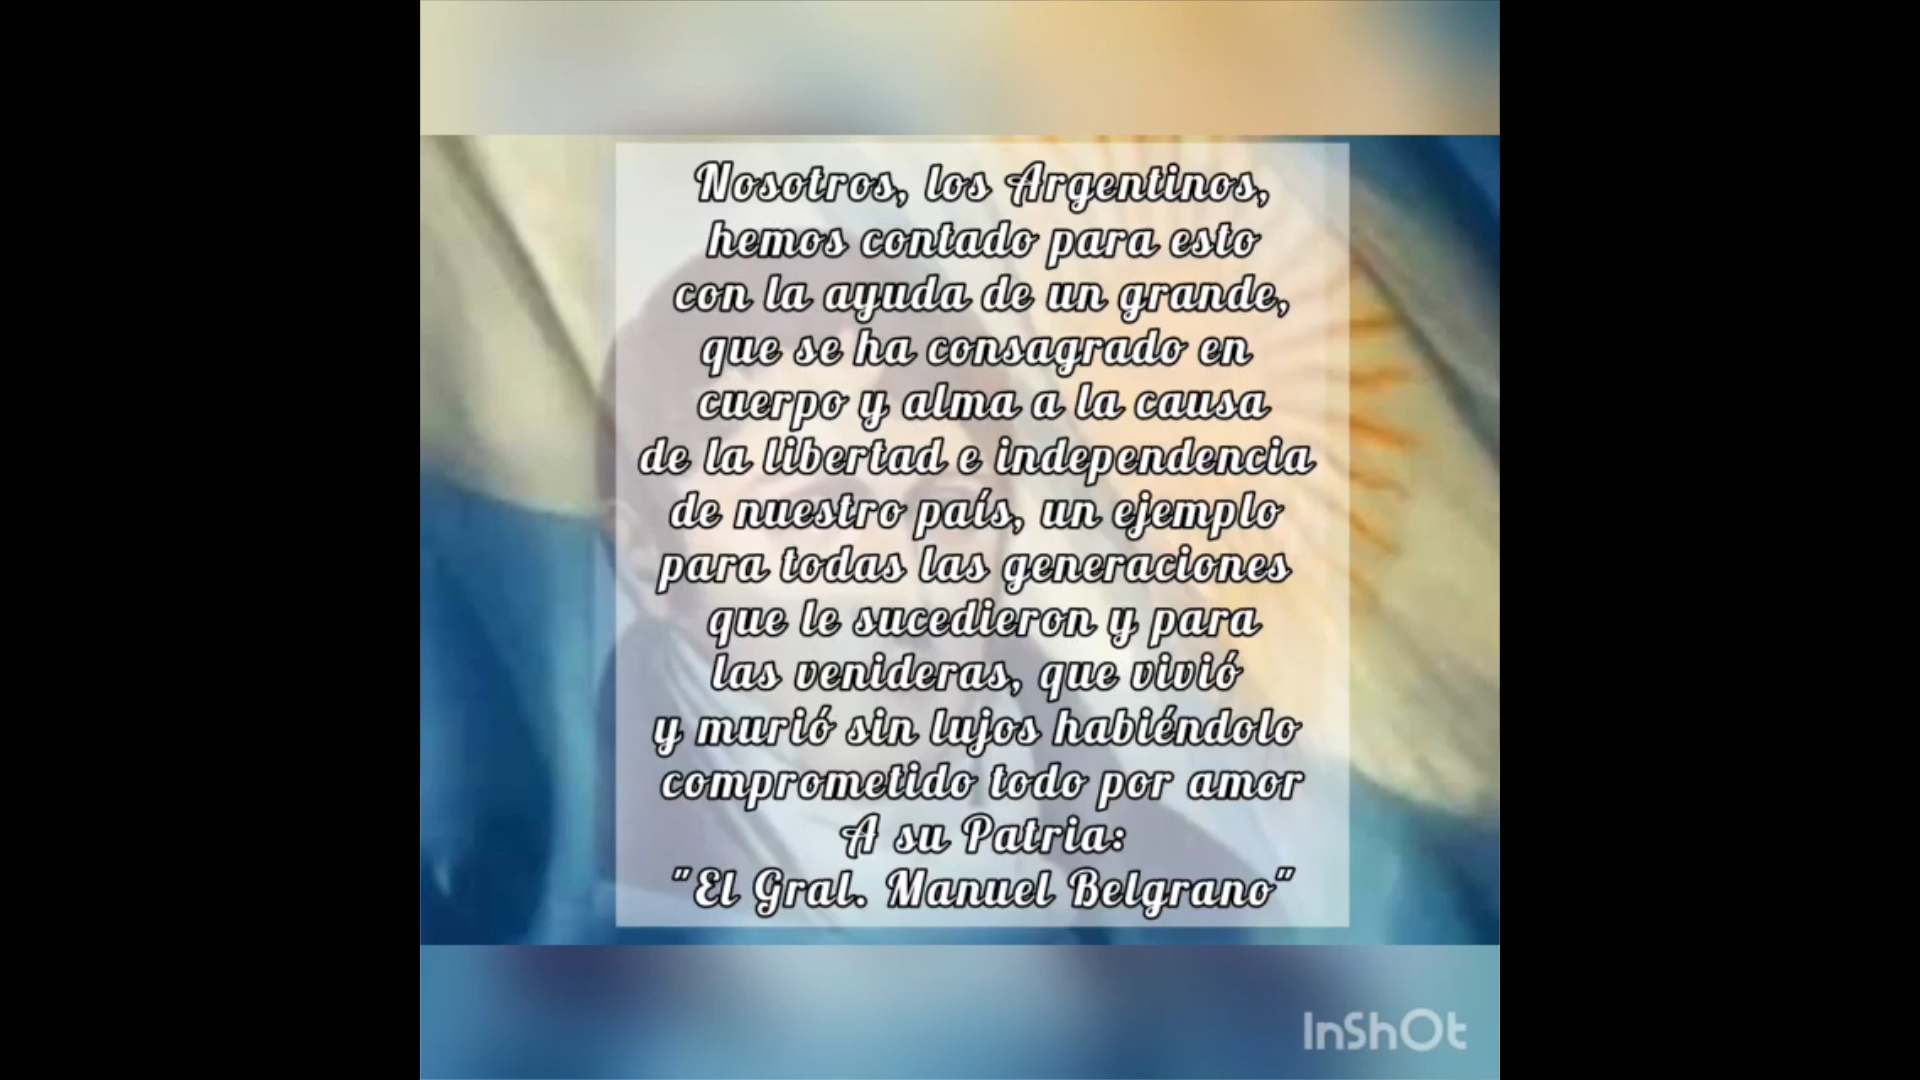 Nosotros, los Argentinos,
hemos contado para esto
con la ayuda de un grande,
que se ha consagrado en
cuerpo y alma a la causa
de la libertad e independencia
de nuestro país, un ejemplo
para todas las generaciones
que le sucedieron y para
las venideras, que vivió
y murió sin lujos habiéndolo
comprometido todo por amor
A su Patria:
"El Gral. Manuel Belgrano"
InShOt